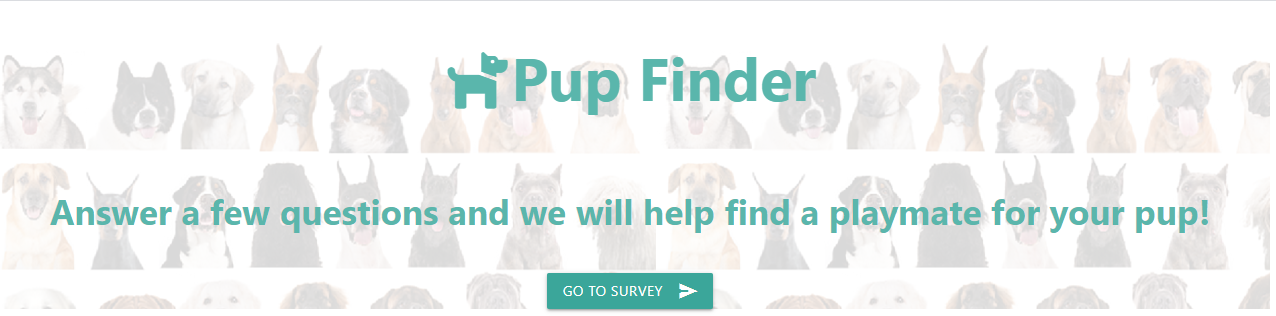 Pup Finder
Answer a few questions and we will help find a playmate for your pup!
GO TO SURVEY